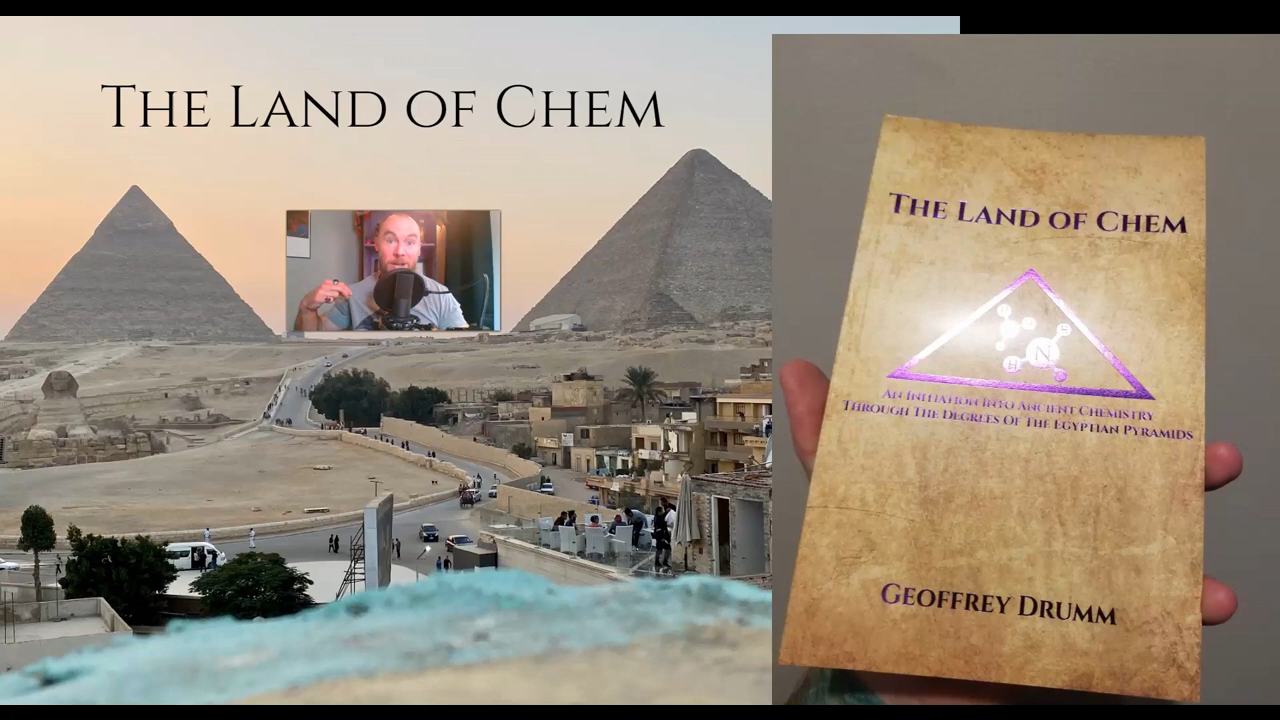 The Land of Chem
The Land of Chem
N
H
An Initiation Into Ancient Chemistry
Through The Degrees Of The Egyptian Pyramids
Geoffrey Drumm